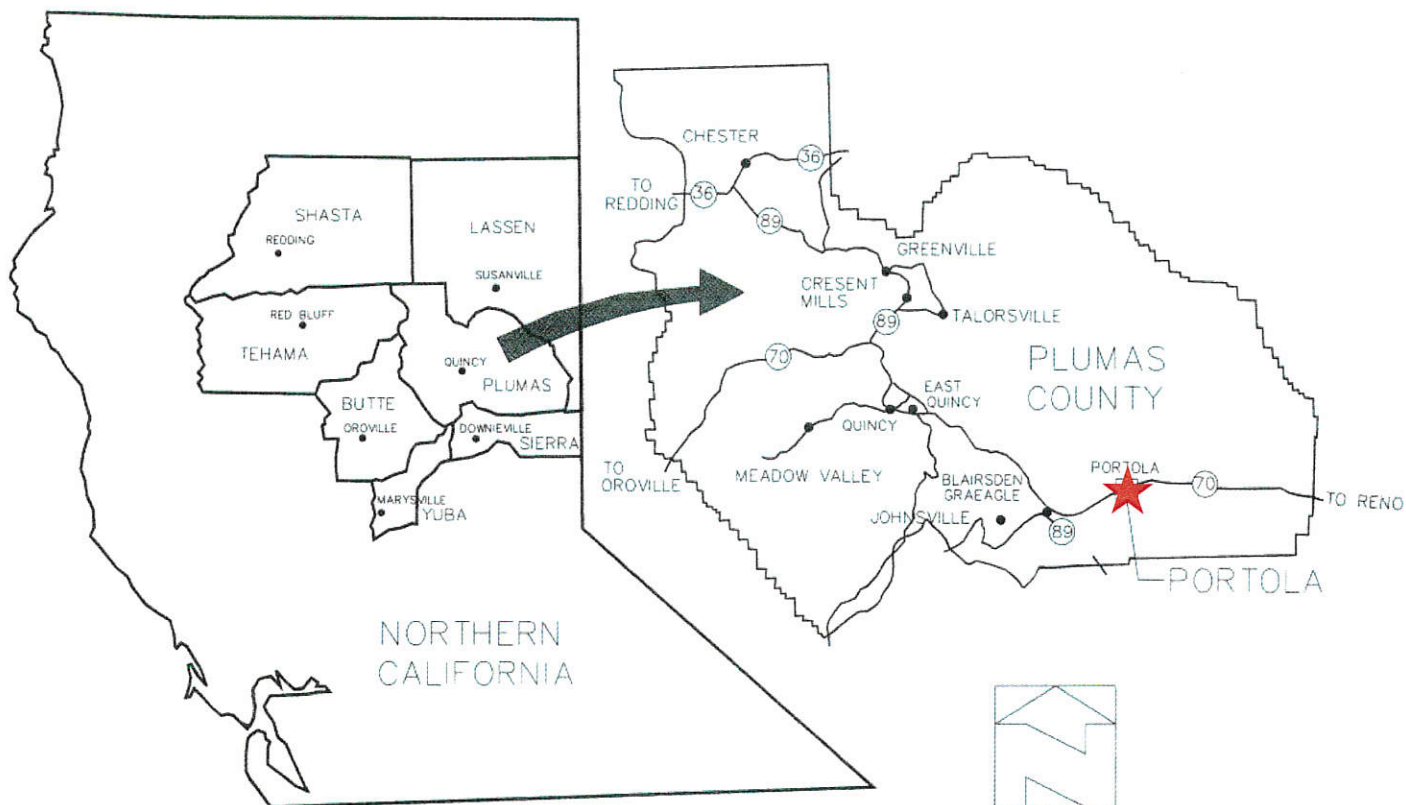 SHASTA
REDDING
LASSEN
SUSANVILLE
RED BLUFF
TEHAMA
QUINCY
PLUMAS
BUTTE
OROVILLE
DOWNIEVILLE
SIERRA
MARYSVILLE
YUBA
NORTHERN
CALIFORNIA
CHESTER
36
TO
REDDING
36
89
GREENVILLE
CRESENT
MILLS
TALORSVILLE
89
70
PLUMAS
COUNTY
EAST
QUINCY
QUINCY
TO
OROVILLE
MEADOW VALLEY
BLAIRSDEN
GRAEAGLE
JOHNSVILLE
89
PORTOLA
70
TO RENO
PORTOLA
N